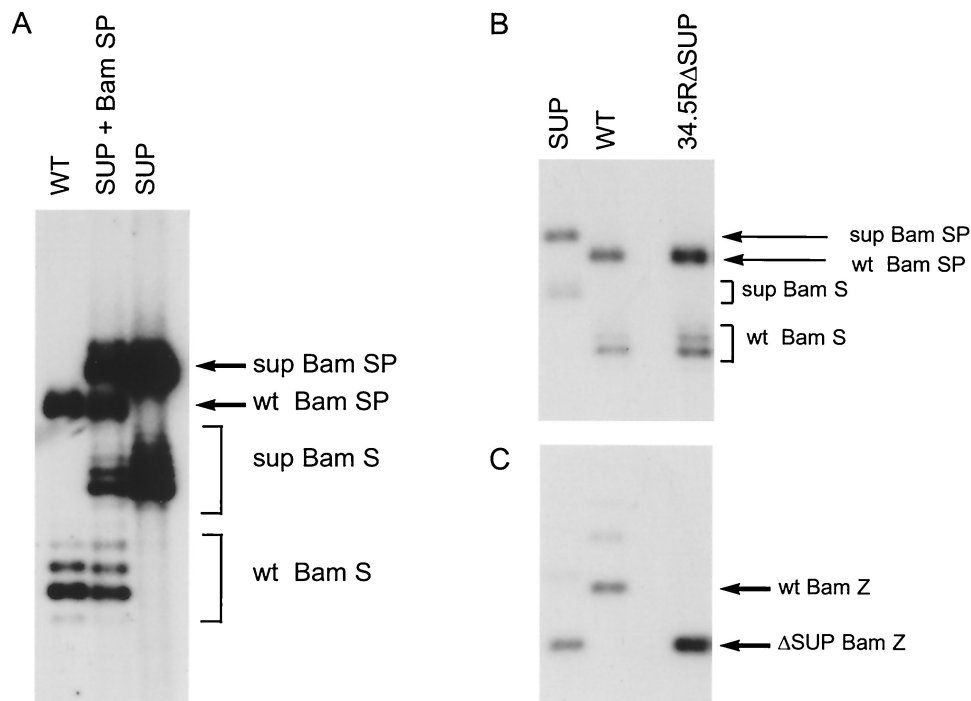 A
WT
SUP + Bam SP
SUP
sup Bam SP
wt Bam SP
sup Bam S
wt Bam S
B
SUP
WT
34.5RΔSUP
sup Bam SP
wt Bam SP
sup Bam S
wt Bam S
C
wt Bam Z
ΔSUP Bam Z